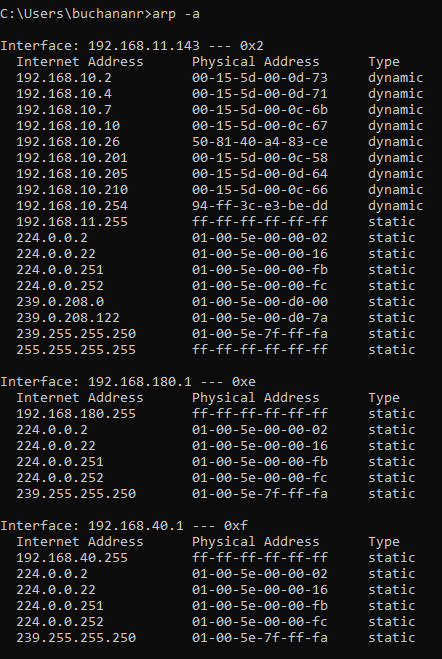 C:\Users\buchananr>arp -a
Interface: 192.168.11.143 --- 0x2
Internet Address Physical Address Type
192.168.10.2 00-15-5d-00-0d-73 dynamic
192.168.10.4 00-15-5d-00-0d-71 dynamic
192.168.10.7 00-15-5d-00-0c-6b dynamic
192.168.10.10 00-15-5d-00-0c-67 dynamic
192.168.10.26 50-81-40-a4-83-ce dynamic
192.168.10.201 00-15-5d-00-0c-58 dynamic
192.168.10.205 00-15-5d-00-0d-64 dynamic
192.168.10.210 00-15-5d-00-0c-66 dynamic
192.168.10.254 94-ff-3c-e3-be-dd dynamic
192.168.11.255 ff-ff-ff-ff-ff-ff static
224.0.0.2 01-00-5e-00-00-02 static
224.0.0.22 01-00-5e-00-00-16 static
224.0.0.251 01-00-5e-00-00-fb static
224.0.0.252 01-00-5e-00-00-fc static
239.0.208.0 01-00-5e-00-d0-00 static
239.0.208.122 01-00-5e-00-d0-7a static
239.255.255.250 01-00-5e-7f-ff-fa static
255.255.255.255 ff-ff-ff-ff-ff-ff static
Interface: 192.168.180.1 --- 0xe
Internet Address Physical Address Type
192.168.180.255 ff-ff-ff-ff-ff-ff static
224.0.0.2 01-00-5e-00-00-02 static
224.0.0.22 01-00-5e-00-00-16 static
224.0.0.251 01-00-5e-00-00-fb static
224.0.0.252 01-00-5e-00-00-fc static
239.255.255.250 01-00-5e-7f-ff-fa static
Interface: 192.168.40.1 --- 0xf
Internet Address Physical Address Type
192.168.40.255 ff-ff-ff-ff-ff-ff static
224.0.0.2 01-00-5e-00-00-02 static
224.0.0.22 01-00-5e-00-00-16 static
224.0.0.251 01-00-5e-00-00-fb static
224.0.0.252 01-00-5e-00-00-fc static
239.255.255.250 01-00-5e-7f-ff-fa static